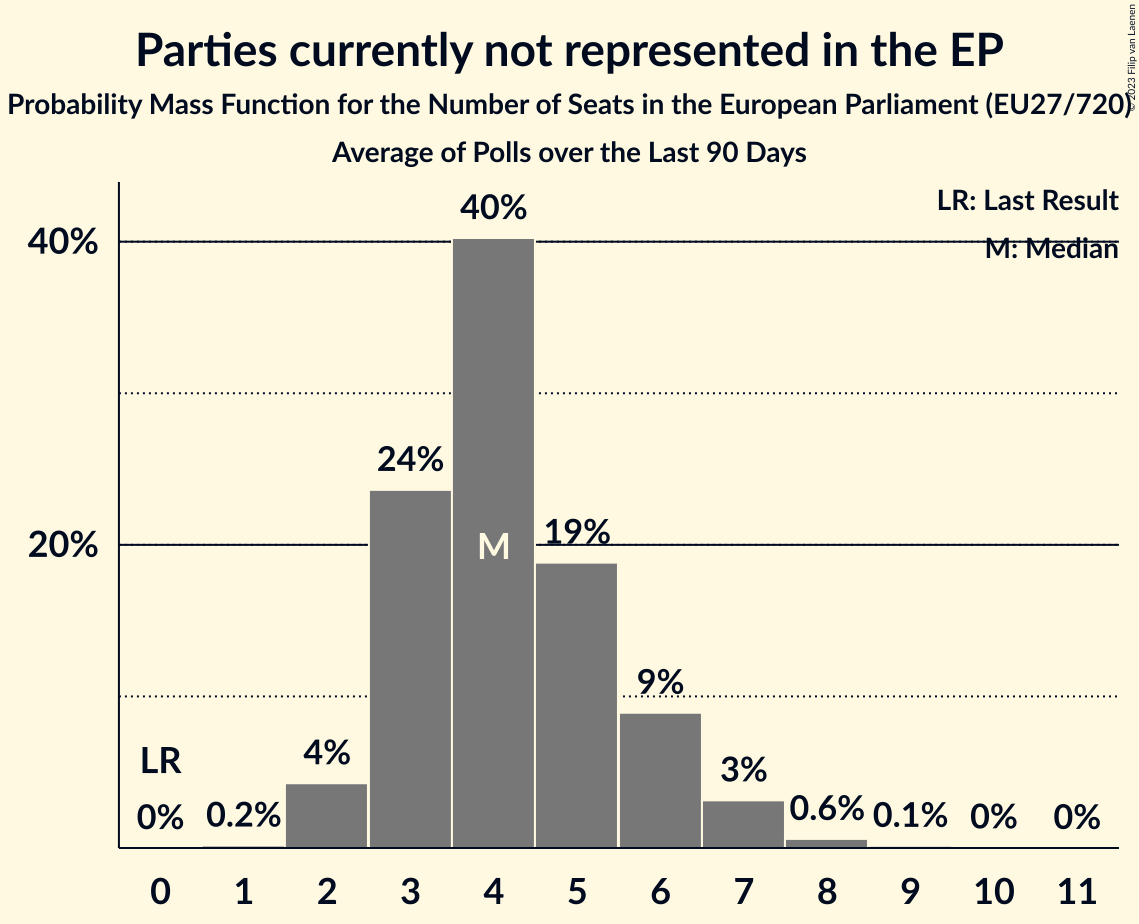 Parties currently not represented in the EP
Probability Mass Function for the Number of Seats in the European Parliament (EU27/720)
Average of Polls over the Last 90 Days
© 2023 Filip van Laenen
LR: Last Result
M: Median
40%
20%
LR
0%
0.2%
4%
24%
40%
M
19%
9%
3%
0.6%
0.1%
0%
0%
0 1 2 3 4 5 6 7 8 9 10 11